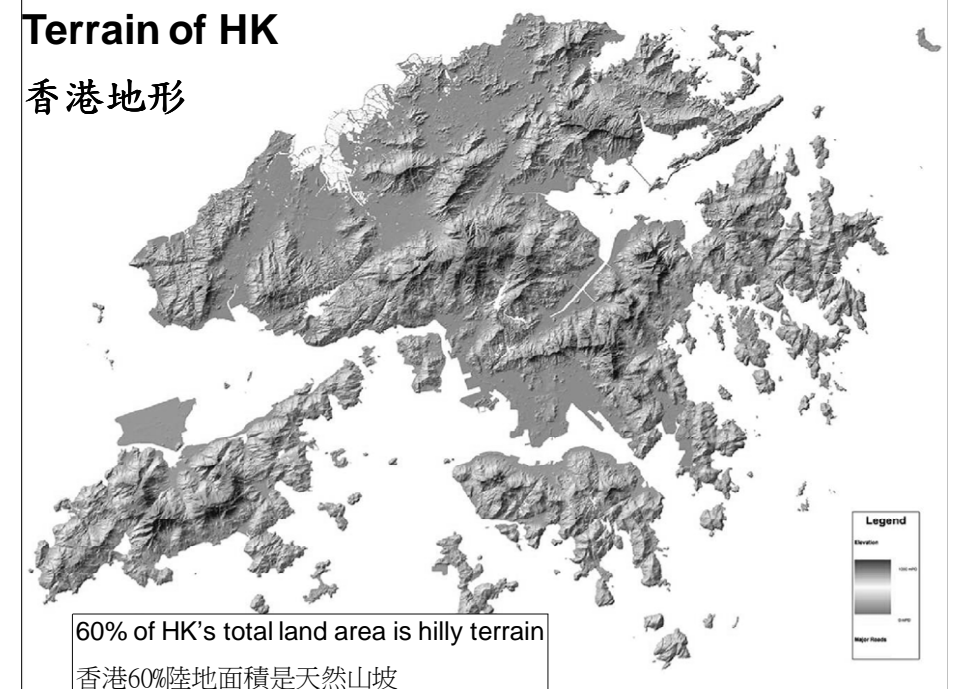 Terrain of HK
香港地形
Legend
Elevation
Major Roads
60% of HK's total land area is hilly terrain
香港60%陸地面積是天然山坡